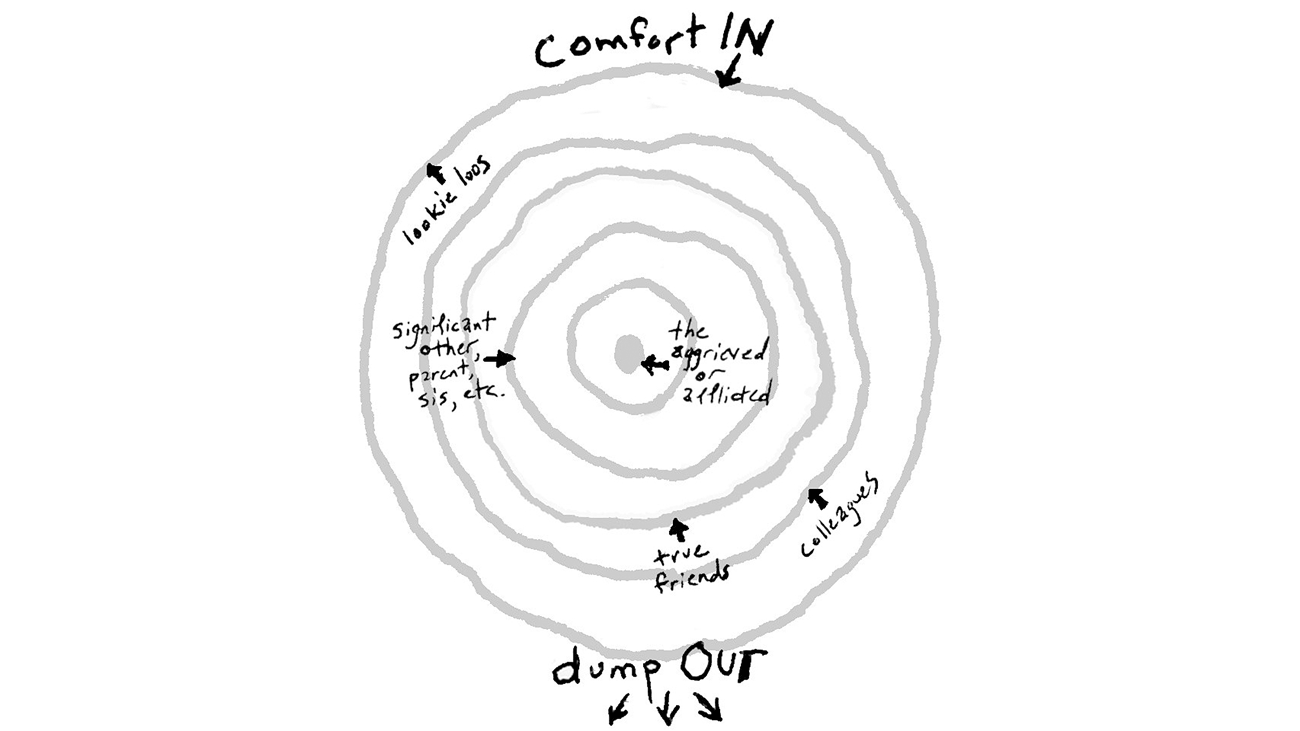 comfort IN
lookie loos
significant
other,
parent,
sis, etc.
the
aggrieved
or
afflicted
colleagues
true
friends
dump OUT